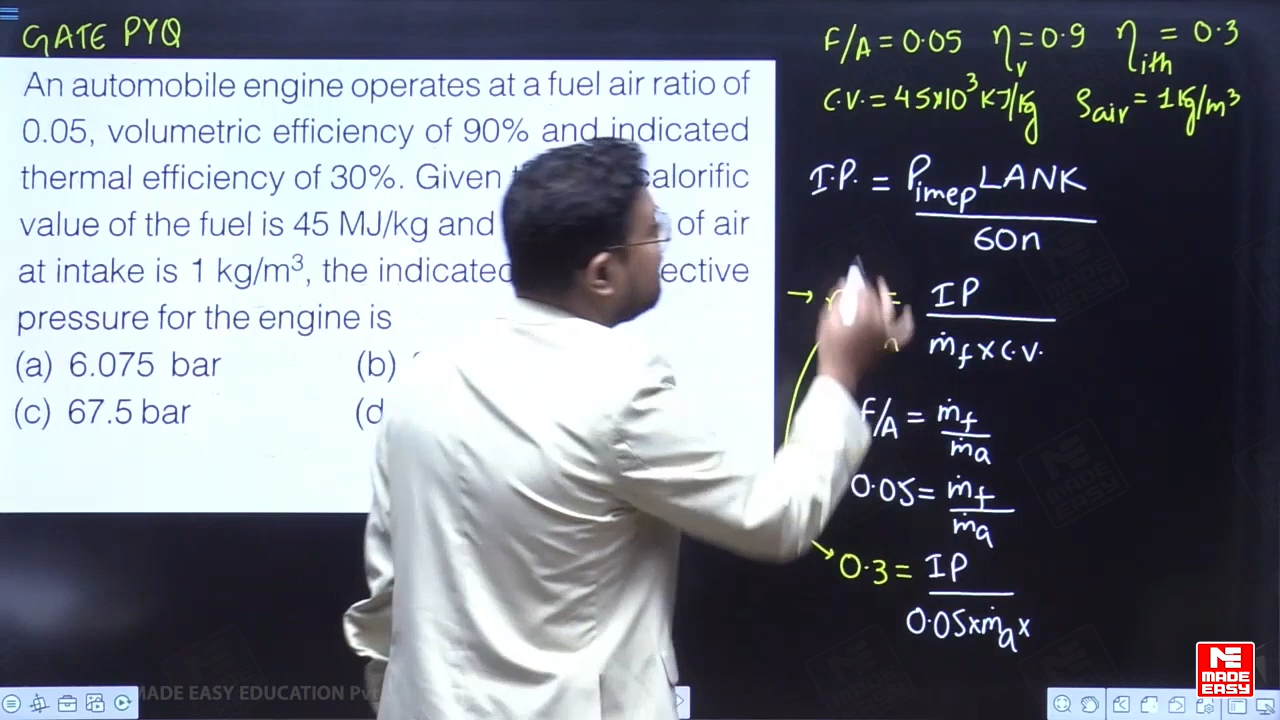 GATE PYQ
An automobile engine operates at a fuel air ratio of
0.05, volumetric efficiency of 90% and indicated
thermal efficiency of 30%. Given
value of the fuel is 45 MJ/kg and of air
at intake is 1 kg/m³, the indicated
pressure for the engine is
(a) 6.075 bar (b)
(c) 67.5 bar (d
F/A = 0.05 η_v = 0.9 η_ith = 0.3
C.V. = 45×10³ KJ/Kg ρ_air = 1 Kg/m³
I.P. = P_imep LANK
60n
→ = IP
ṁ_f × C.V.
F/A = ṁ_f
ṁ_a
0.05 = ṁ_f
ṁ_a
0.3 = IP
0.05×ṁ_a×
MADE EASY EDUCATION
ME
MADE
EASY